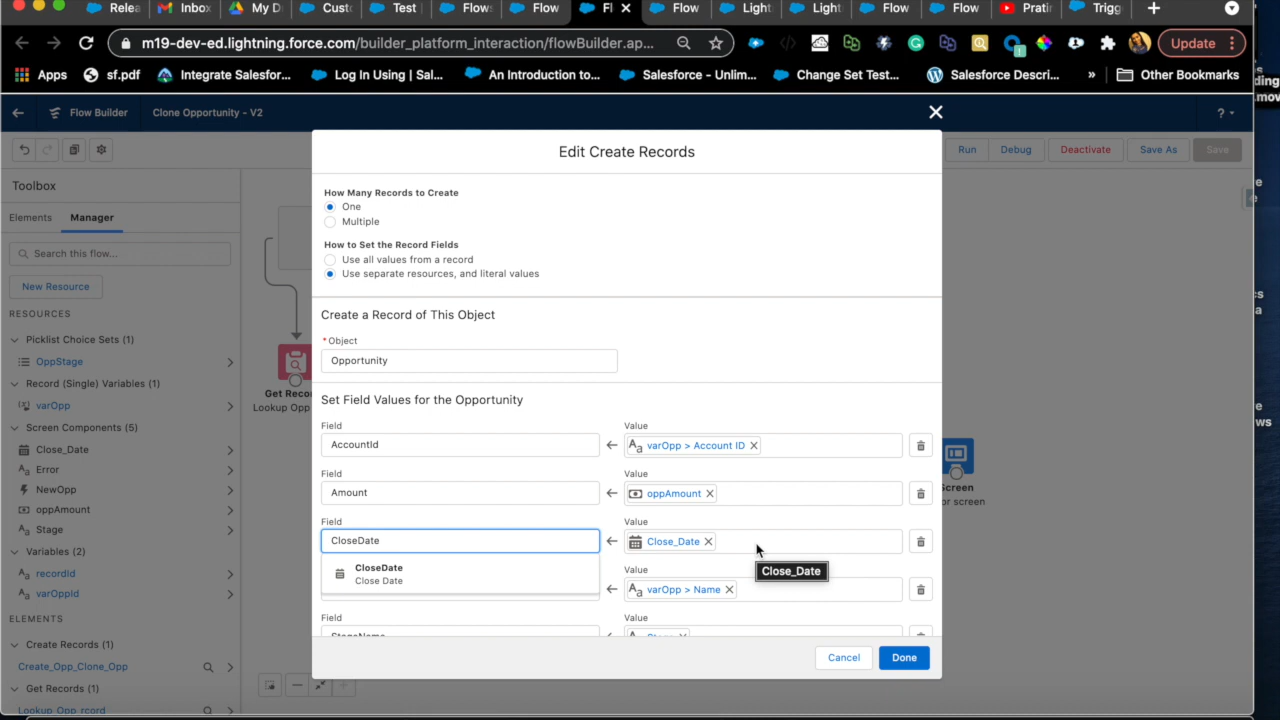 Relea
Inbo
My D
Custo
Test
Flow
Flow
Fl
Flow
Light
Light
Flow
Flow
Pratir
Trigg
m19-dev-ed.lightning.force.com/builder_platform_interaction/flowBuilder.ap...
Update
Apps
sf.pdf
Integrate Salesfor...
Log In Using | Sal...
An Introduction to...
Salesforce - Unlim...
Change Set Test...
Salesforce Descri...
»
Other Bookmarks
Flow Builder
Clone Opportunity - V2
?
Run
Debug
Deactivate
Save As
Save
Toolbox
Elements
Manager
Search this flow...
New Resource
RESOURCES
Picklist Choice Sets (1)
OppStage
Record (Single) Variables (1)
varOpp
Screen Components (5)
Close_Date
Error
NewOpp
oppAmount
Stage
Variables (2)
recordId
varOppId
ELEMENTS
Create Records (1)
Create_Opp_Clone_Opp
Get Records (1)
Lookup_Opp_rcord
Get Recor
Lookup Opp
Edit Create Records
How Many Records to Create
One
Multiple
How to Set the Record Fields
Use all values from a record
Use separate resources, and literal values
Create a Record of This Object
* Object
Opportunity
Set Field Values for the Opportunity
Field
Value
AccountId
varOpp > Account ID
Field
Value
Amount
oppAmount
Field
Value
CloseDate
Close_Date
CloseDate
Close Date
Close_Date
Value
varOpp > Name
Field
Value
StageName
Stage
Cancel
Done
Screen
or screen
ding
.mov